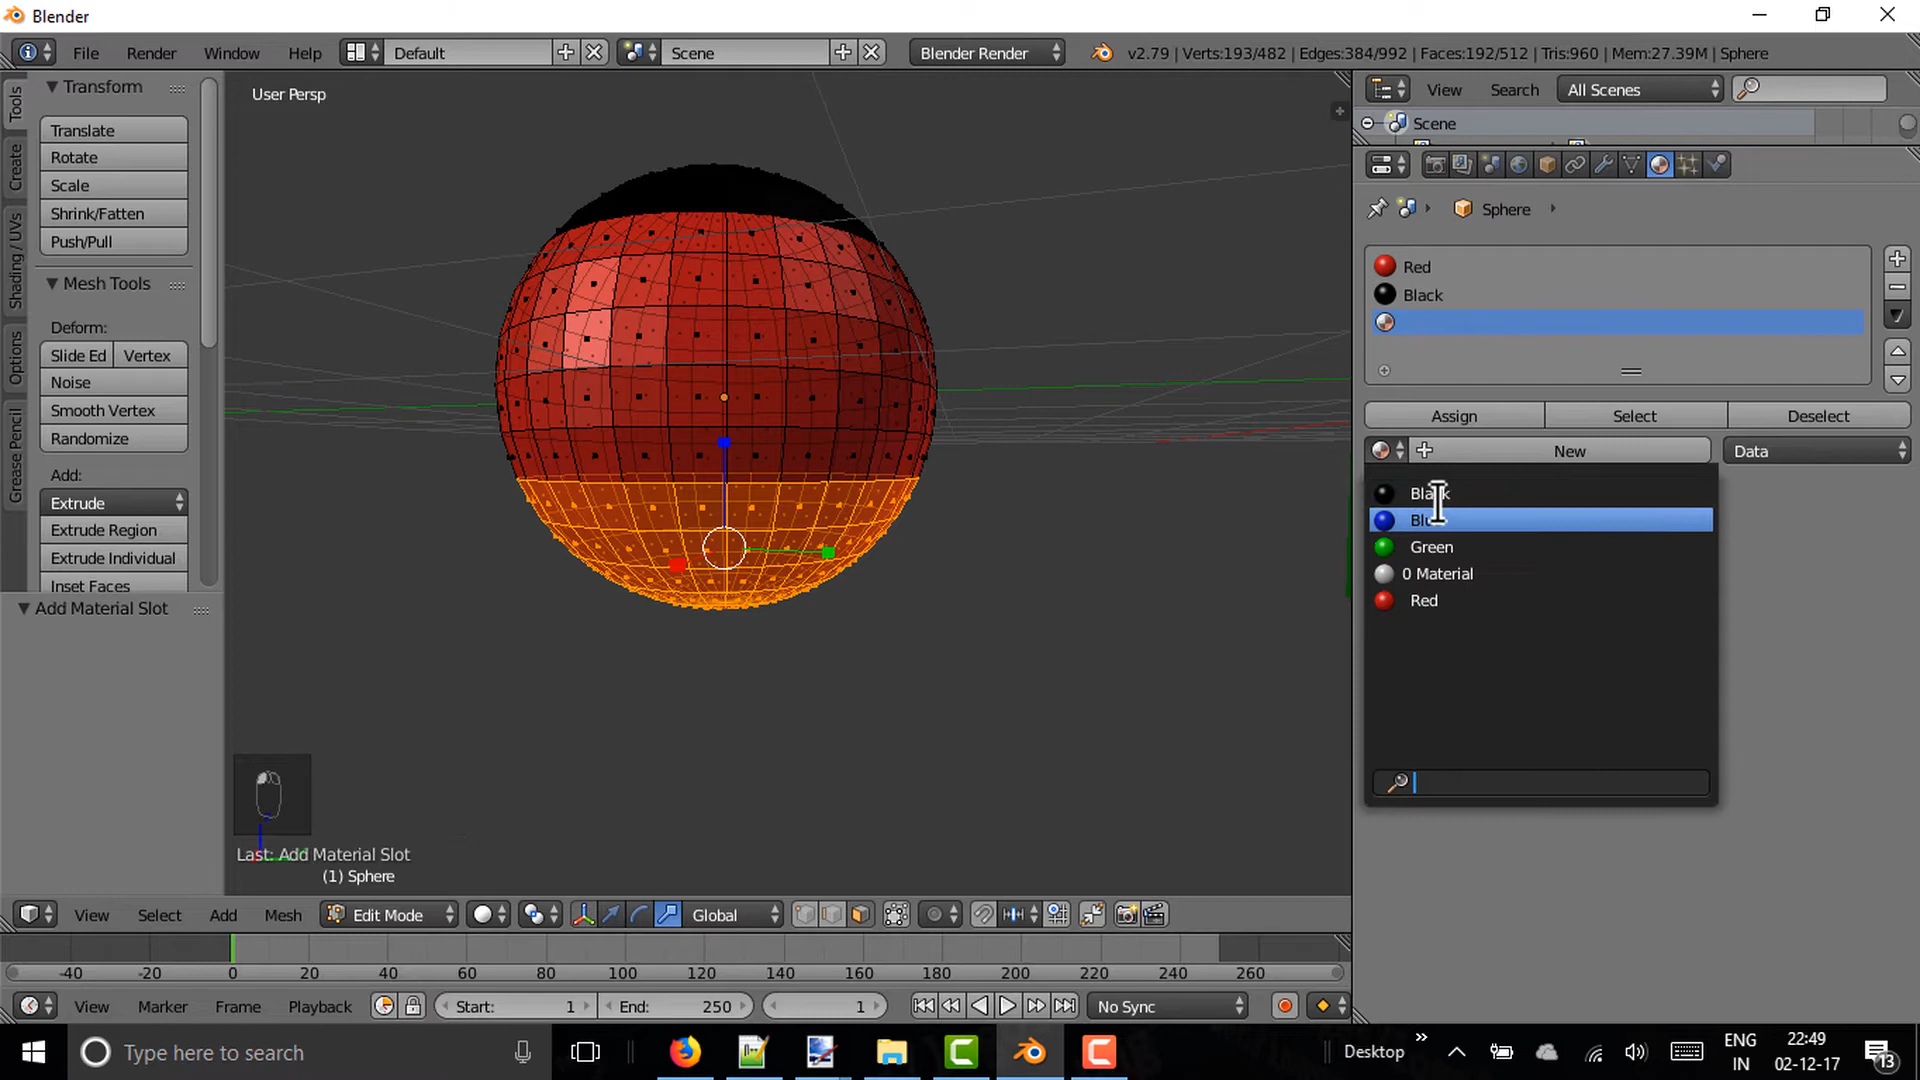 Blender
File Render Window Help Default Scene Blender Render v2.79 | Verts:193/482 | Edges:384/992 | Faces:192/512 | Tris:960 | Mem:27.39M | Sphere
Tools
Create
Shading / UVs
Options
Grease Pencil
Transform
Translate
Rotate
Scale
Shrink/Fatten
Push/Pull
Mesh Tools
Deform:
Slide Ed Vertex
Noise
Smooth Vertex
Randomize
Add:
Extrude
Extrude Region
Extrude Individual
Inset Faces
Add Material Slot
User Persp
Last: Add Material Slot
(1) Sphere
View Search All Scenes
Scene
Sphere
Red
Black
Assign Select Deselect
New Data
Black
Blue
Green
0 Material
Red
View Select Add Mesh Edit Mode Global
-40 -20 0 20 40 60 80 100 120 140 160 180 200 220 240 260
View Marker Frame Playback Start: 1 End: 250 1 No Sync
Type here to search
Desktop
ENG
IN
22:49
02-12-17
13